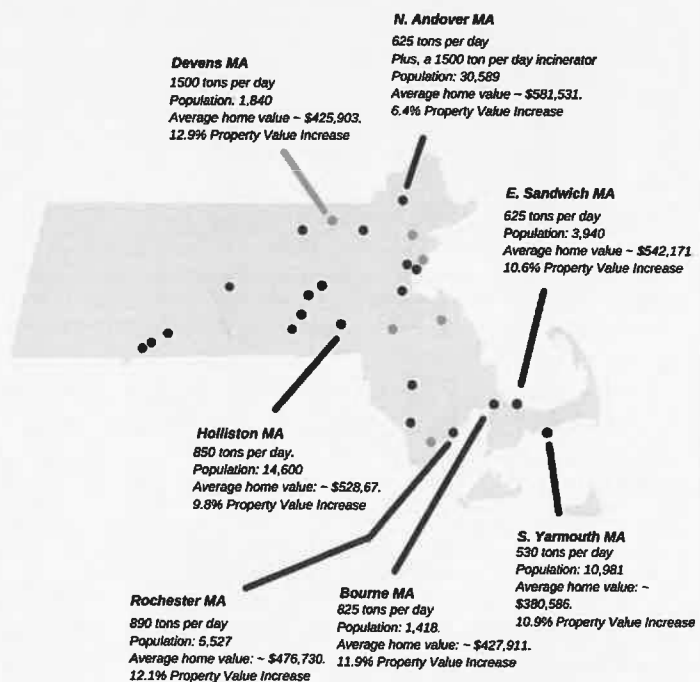 N. Andover MA
625 tons per day
Plus, a 1500 ton per day incinerator
Population: 30,589
Average home value ~ $581,531.
6.4% Property Value Increase
Devens MA
1500 tons per day
Population. 1,840
Average home value ~ $425,903.
12.9% Property Value Increase
E. Sandwich MA
625 tons per day
Population: 3,940
Average home value ~ $542,171
10.6% Property Value Increase
Holliston MA
850 tons per day.
Population: 14,600
Average home value: ~ $528,67.
9.8% Property Value Increase
S. Yarmouth MA
530 tons per day
Population: 10,981
Average home value: ~
$380,586.
10.9% Property Value Increase
Rochester MA
890 tons per day
Population: 5,527
Average home value: ~ $476,730.
12.1% Property Value Increase
Bourne MA
825 tons per day
Population: 1,418.
Average home value: ~ $427,911.
11.9% Property Value Increase